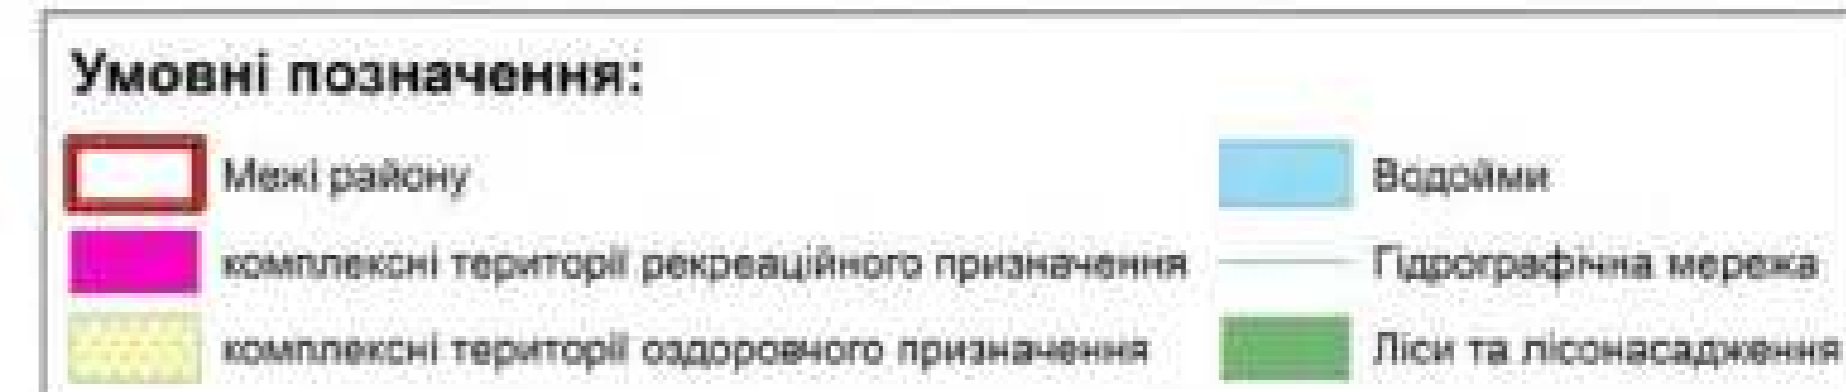 Умовні позначення:
Межі району
комплексні території рекреаційного призначення
комплексні території оздоровчого призначення
Водойми
Гідрографічна мережа
Ліси та лісонасадження